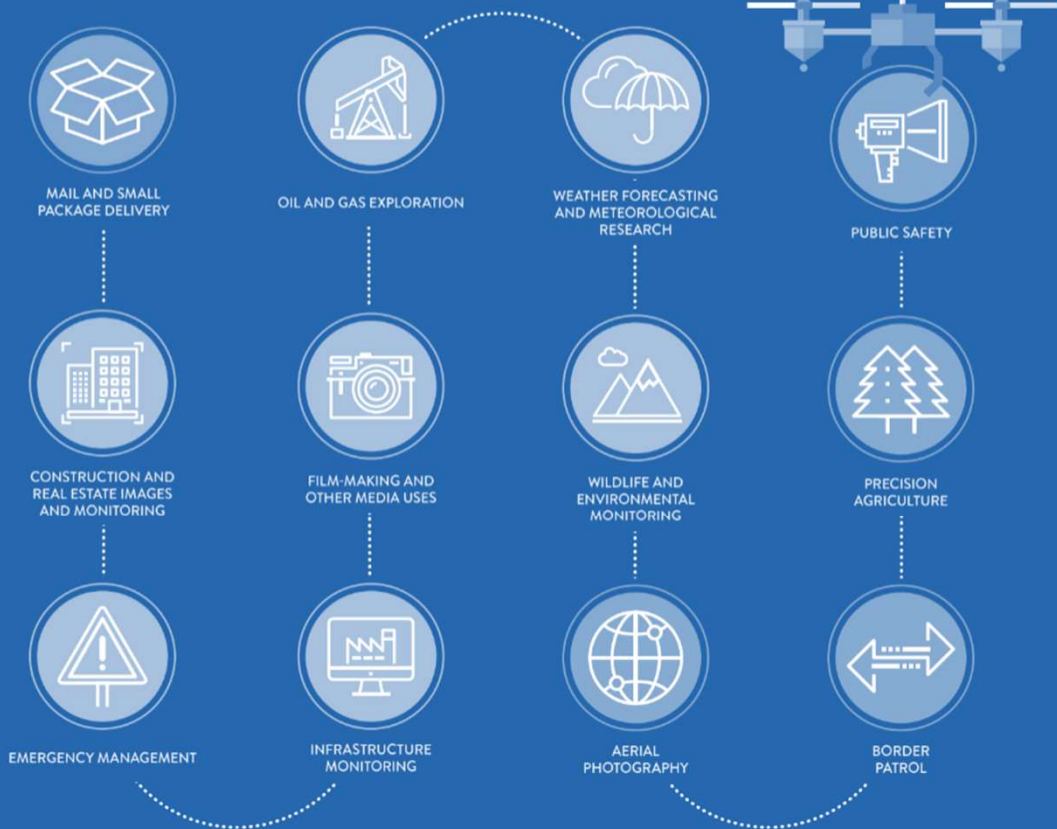 MAIL AND SMALL
PACKAGE DELIVERY
OIL AND GAS EXPLORATION
WEATHER FORECASTING
AND METEOROLOGICAL
RESEARCH
PUBLIC SAFETY
CONSTRUCTION AND
REAL ESTATE IMAGES
AND MONITORING
FILM-MAKING AND
OTHER MEDIA USES
WILDLIFE AND
ENVIRONMENTAL
MONITORING
PRECISION
AGRICULTURE
EMERGENCY MANAGEMENT
INFRASTRUCTURE
MONITORING
AERIAL
PHOTOGRAPHY
BORDER
PATROL